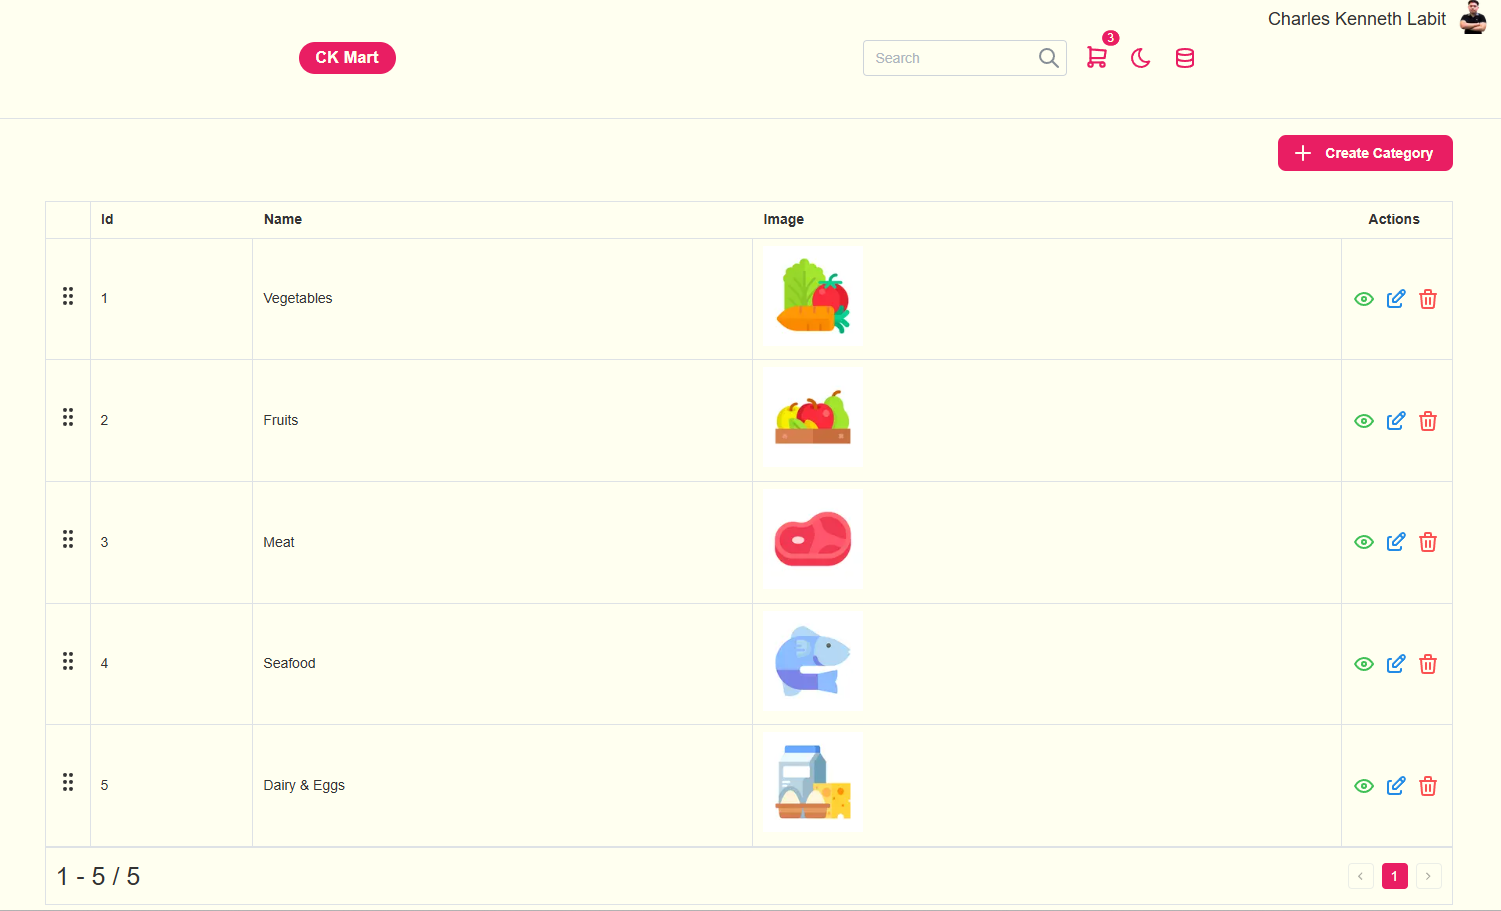 Charles Kenneth Labit
CK Mart
Search
3
Create Category
Id Name Image Actions
1 Vegetables
2 Fruits
3 Meat
4 Seafood
5 Dairy & Eggs
1 - 5 / 5
1